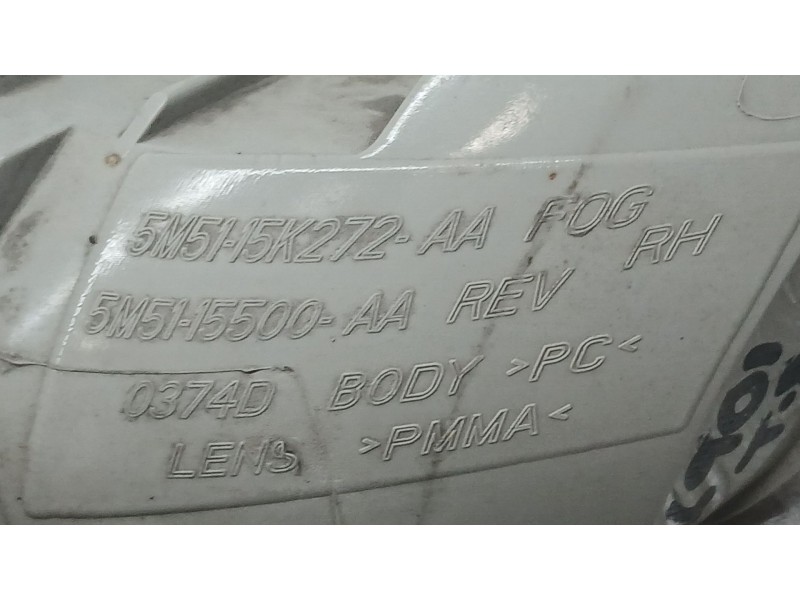 5M51-15K272-AA FOG
RH
5M51-15500-AA REV
0374D BODY >PC<
LENS >PMMA<